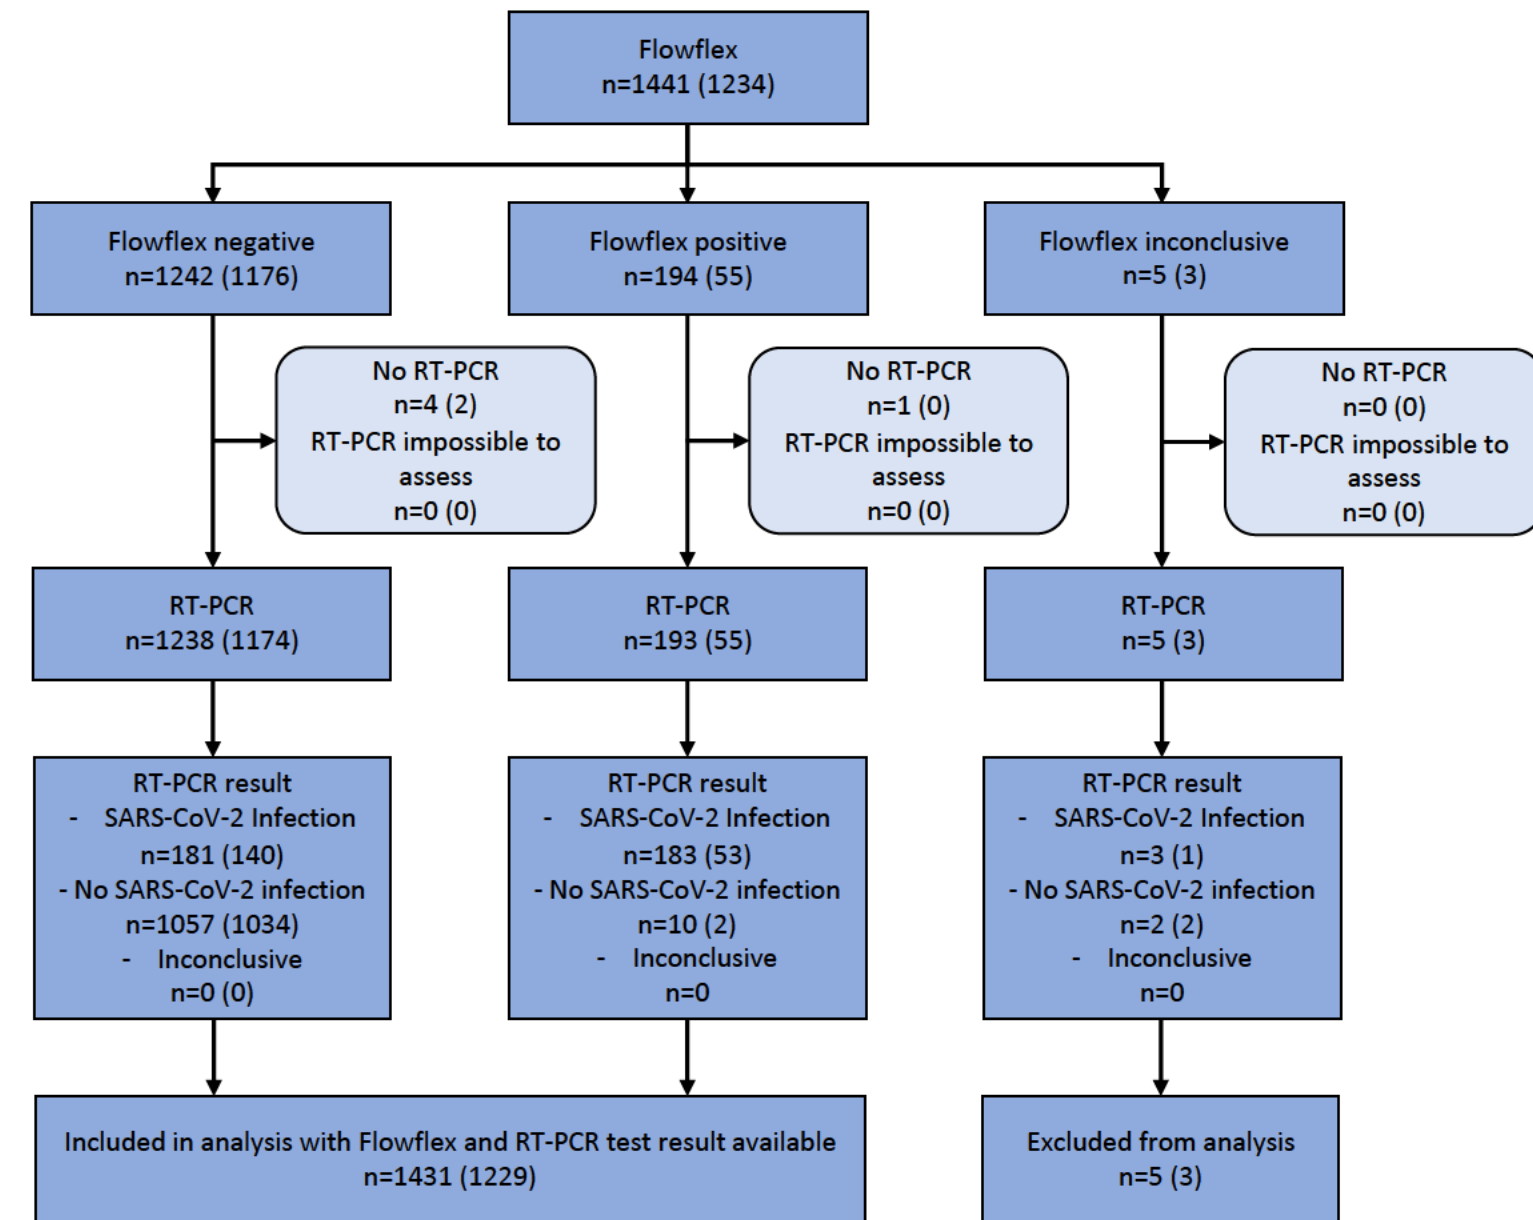 Flowflex
n=1441 (1234)
Flowflex negative
n=1242 (1176)
Flowflex positive
n=194 (55)
Flowflex inconclusive
n=5 (3)
No RT-PCR
n=4 (2)
RT-PCR impossible to
assess
n=0 (0)
No RT-PCR
n=1 (0)
RT-PCR impossible to
assess
n=0 (0)
No RT-PCR
n=0 (0)
RT-PCR impossible to
assess
n=0 (0)
RT-PCR
n=1238 (1174)
RT-PCR
n=193 (55)
RT-PCR
n=5 (3)
RT-PCR result
- SARS-CoV-2 Infection
n=181 (140)
- No SARS-CoV-2 infection
n=1057 (1034)
- Inconclusive
n=0 (0)
RT-PCR result
- SARS-CoV-2 Infection
n=183 (53)
- No SARS-CoV-2 infection
n=10 (2)
- Inconclusive
n=0
RT-PCR result
- SARS-CoV-2 Infection
n=3 (1)
- No SARS-CoV-2 infection
n=2 (2)
- Inconclusive
n=0
Included in analysis with Flowflex and RT-PCR test result available
n=1431 (1229)
Excluded from analysis
n=5 (3)